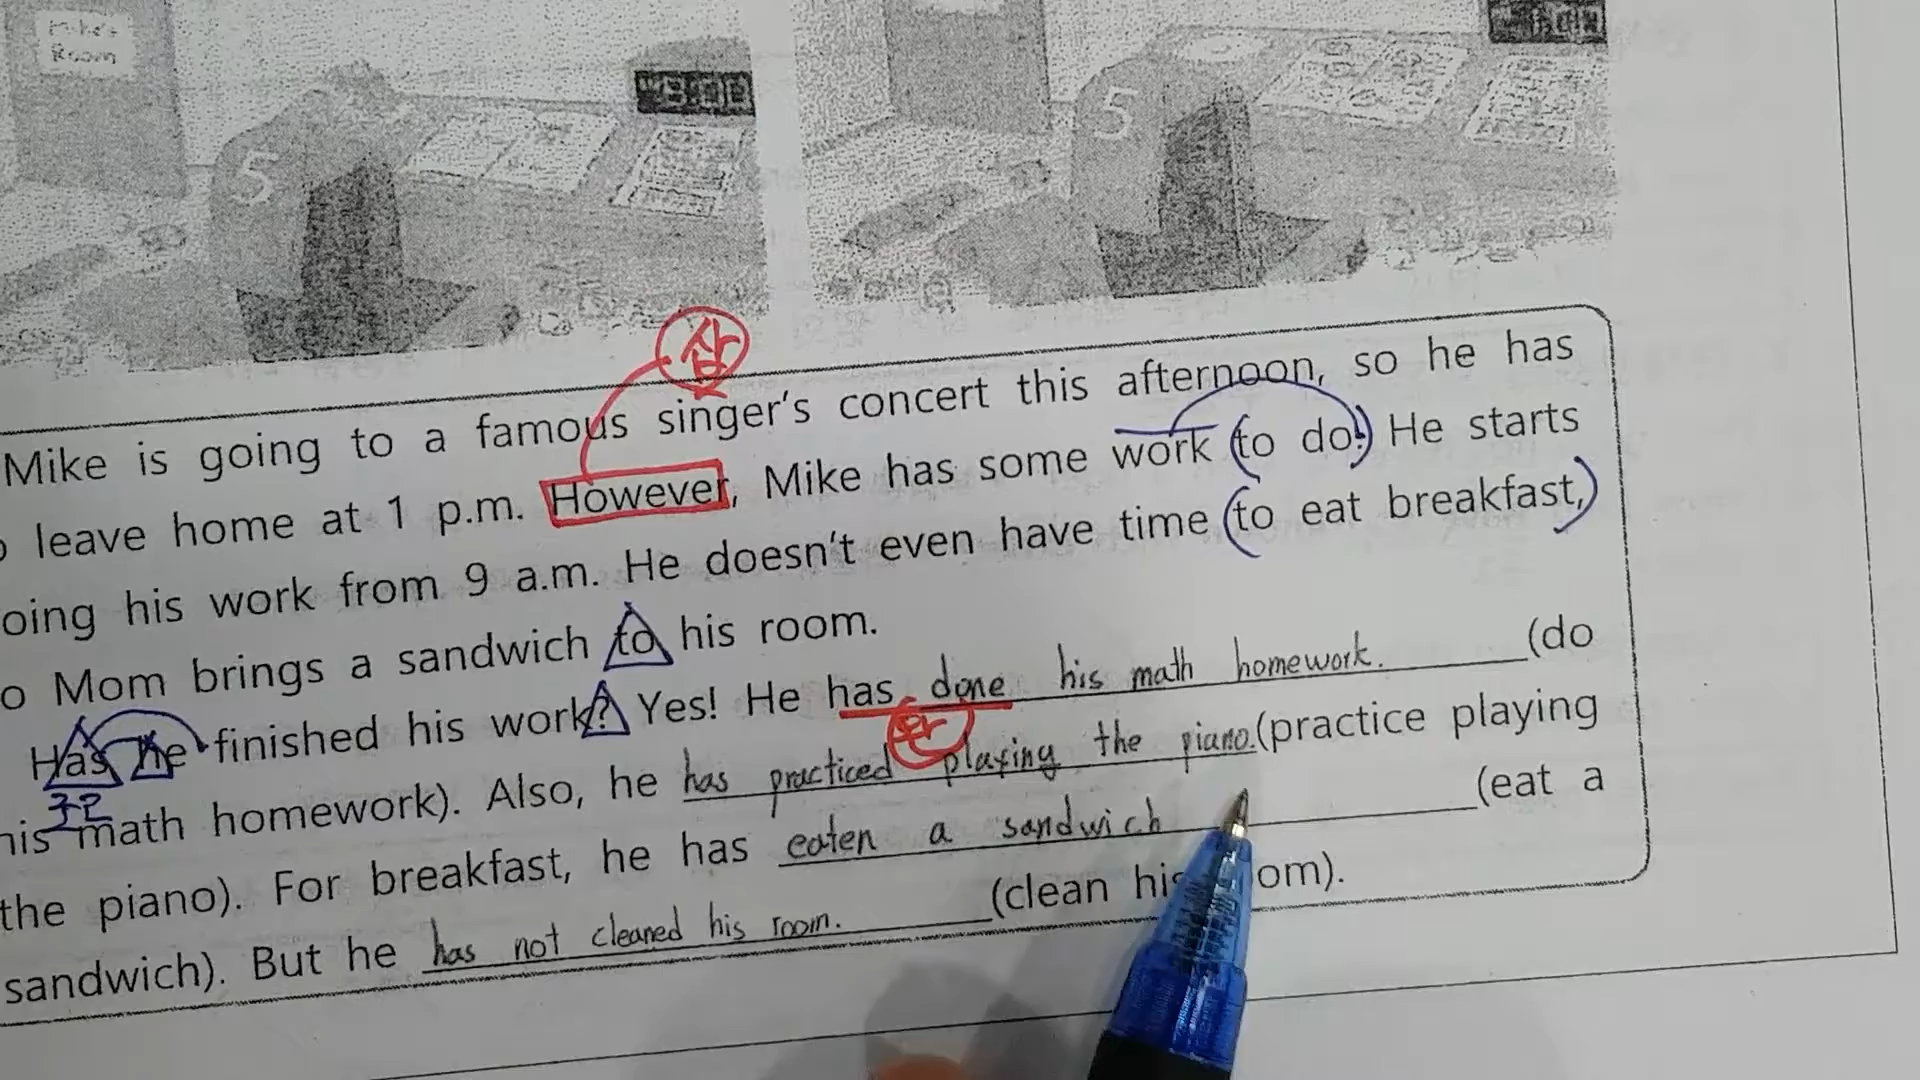 Mike's
Room
5
5
삽
Mike is going to a famous singer's concert this afternoon, so he has
leave home at 1 p.m. However, Mike has some work (to do.) He starts
oing his work from 9 a.m. He doesn't even have time (to eat breakfast,)
o Mom brings a sandwich to his room.
Has he finished his work? Yes! He has done his math homework. (do
his math homework). Also, he has practiced playing the piano. (practice playing
the piano). For breakfast, he has eaten a sandwich (eat a
sandwich). But he has not cleaned his room. (clean his oom).